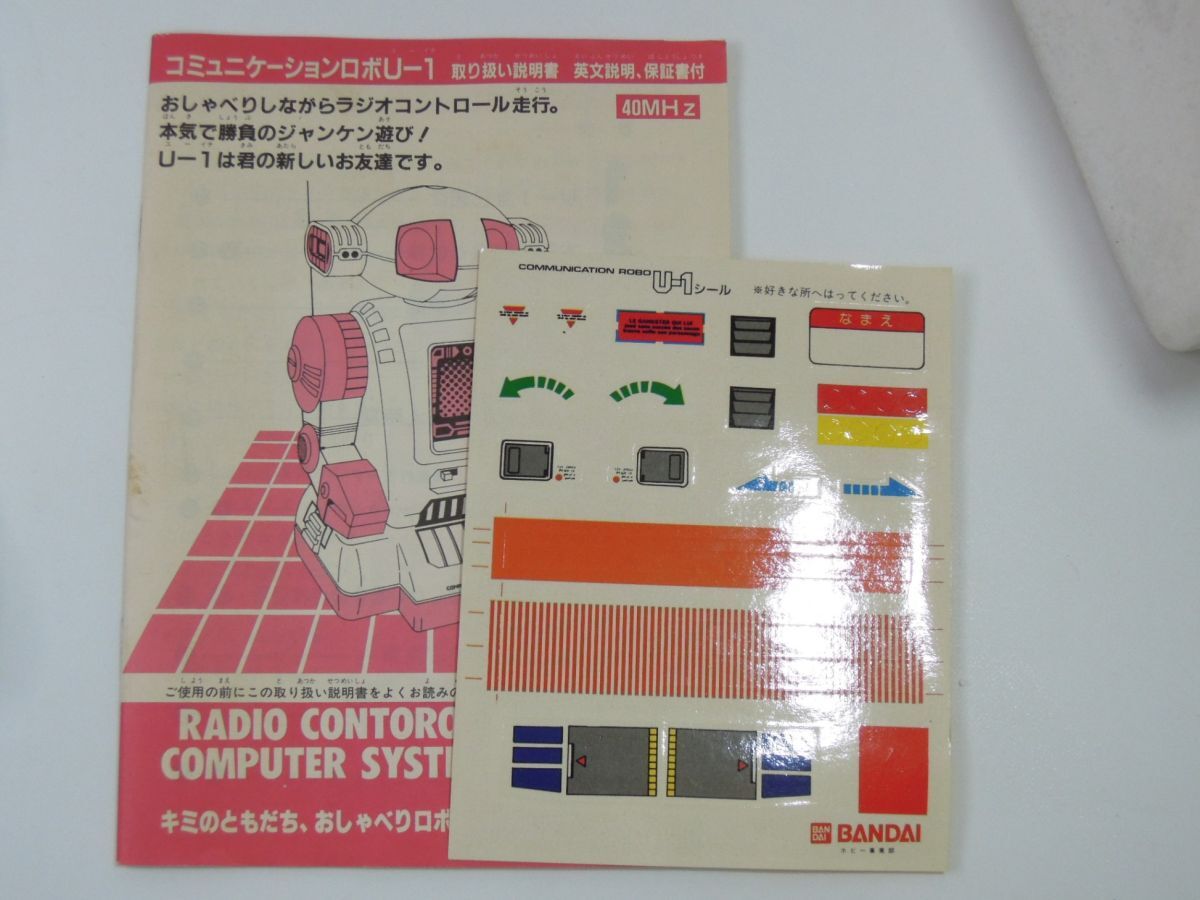 コミュニケーションロボU-1 取り扱い説明書 英文説明、保証書付
おしゃべりしながらラジオコントロール走行。
40MHz
本気で勝負のジャンケン遊び!
U-1は君の新しいお友達です。
ご使用の前にこの取り扱い説明書をよくお読みの
RADIO CONTORO
COMPUTER SYST
キミのともだち、おしゃべりロボ
COMMUNICATION ROBO U-1シール ※好きな所へはってください。
LE GANGSTER QUI LUI
なまえ
BANDAI
BANDAI
ホビー事業部